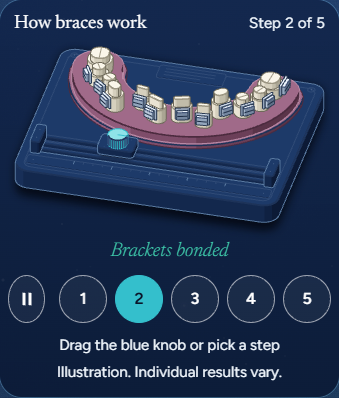 How braces work
Step 2 of 5
Brackets bonded
1 2 3 4 5
Drag the blue knob or pick a step
Illustration. Individual results vary.